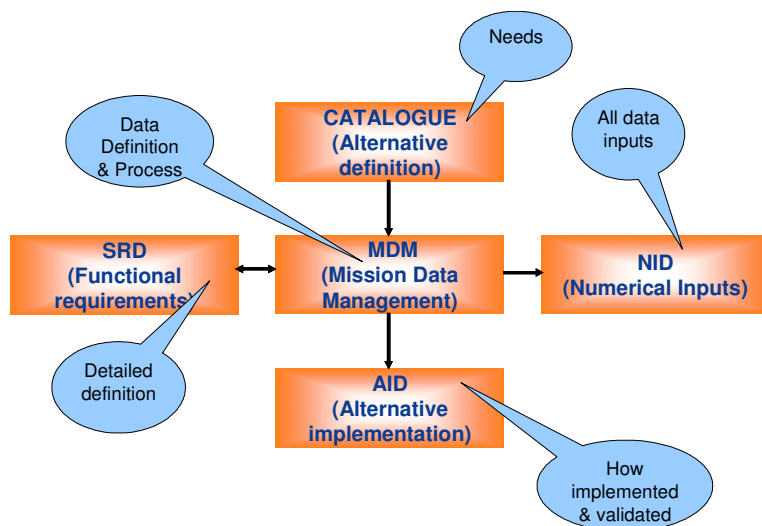 Needs
CATALOGUE
(Alternative
definition)
Data
Definition
& Process
All data
inputs
SRD
(Functional
requirements)
MDM
(Mission Data
Management)
NID
(Numerical Inputs)
Detailed
definition
AID
(Alternative
implementation)
How
implemented
& validated